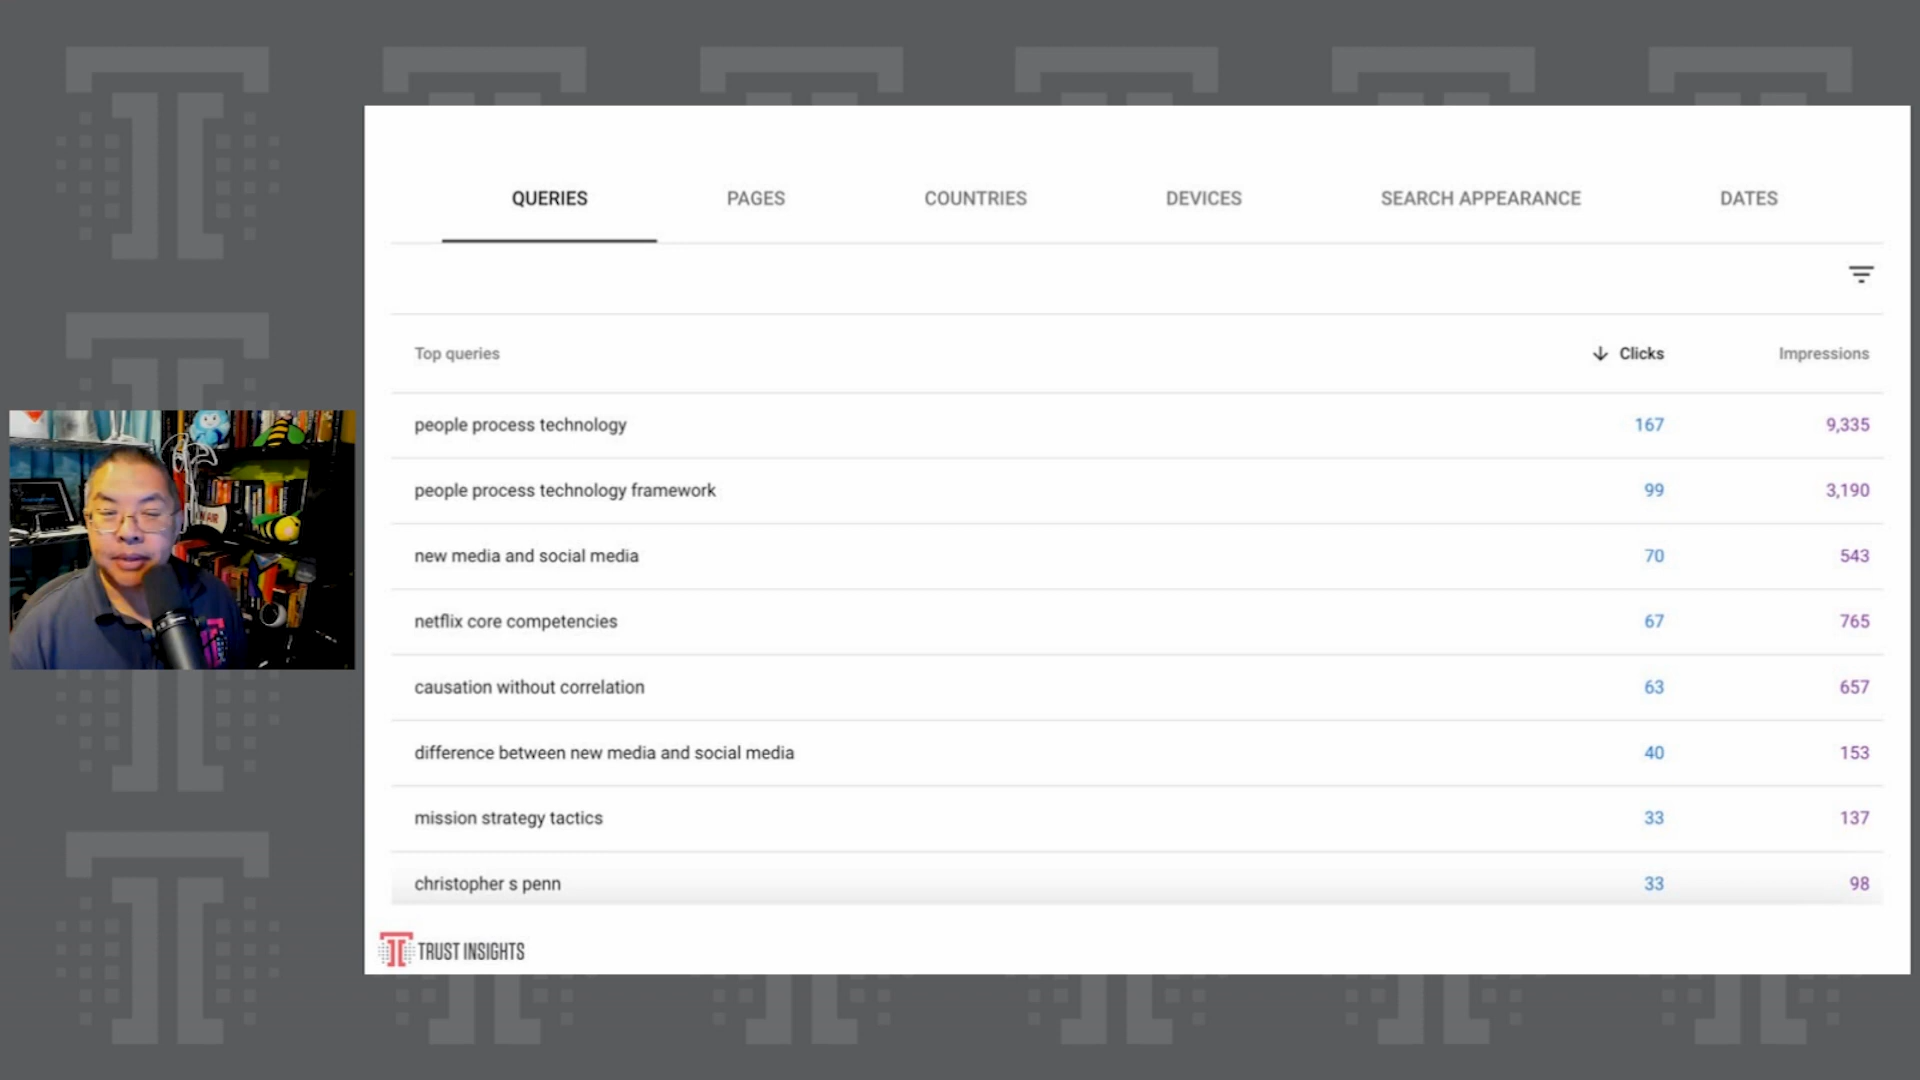 QUERIES PAGES COUNTRIES DEVICES SEARCH APPEARANCE DATES
Top queries Clicks Impressions
people process technology 167 9,335
people process technology framework 99 3,190
new media and social media 70 543
netflix core competencies 67 765
causation without correlation 63 657
difference between new media and social media 40 153
mission strategy tactics 33 137
christopher s penn 33 98
TRUST INSIGHTS